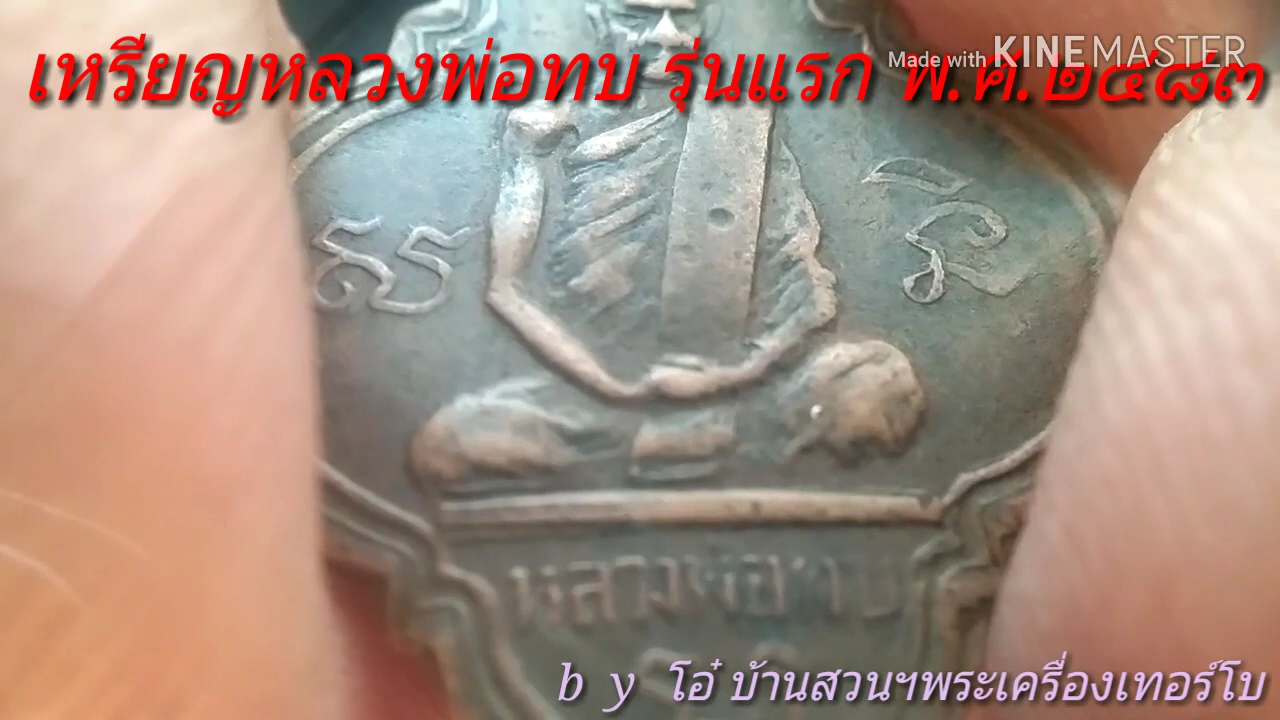 เหรียญหลวงพ่อทบ รุ่นแรก พ.ศ.๒๔๘๓
Made with KINEMASTER
หลวงพ่อทบ
by โอ๋ บ้านสวนฯพระเครื่องเทอร์โบ